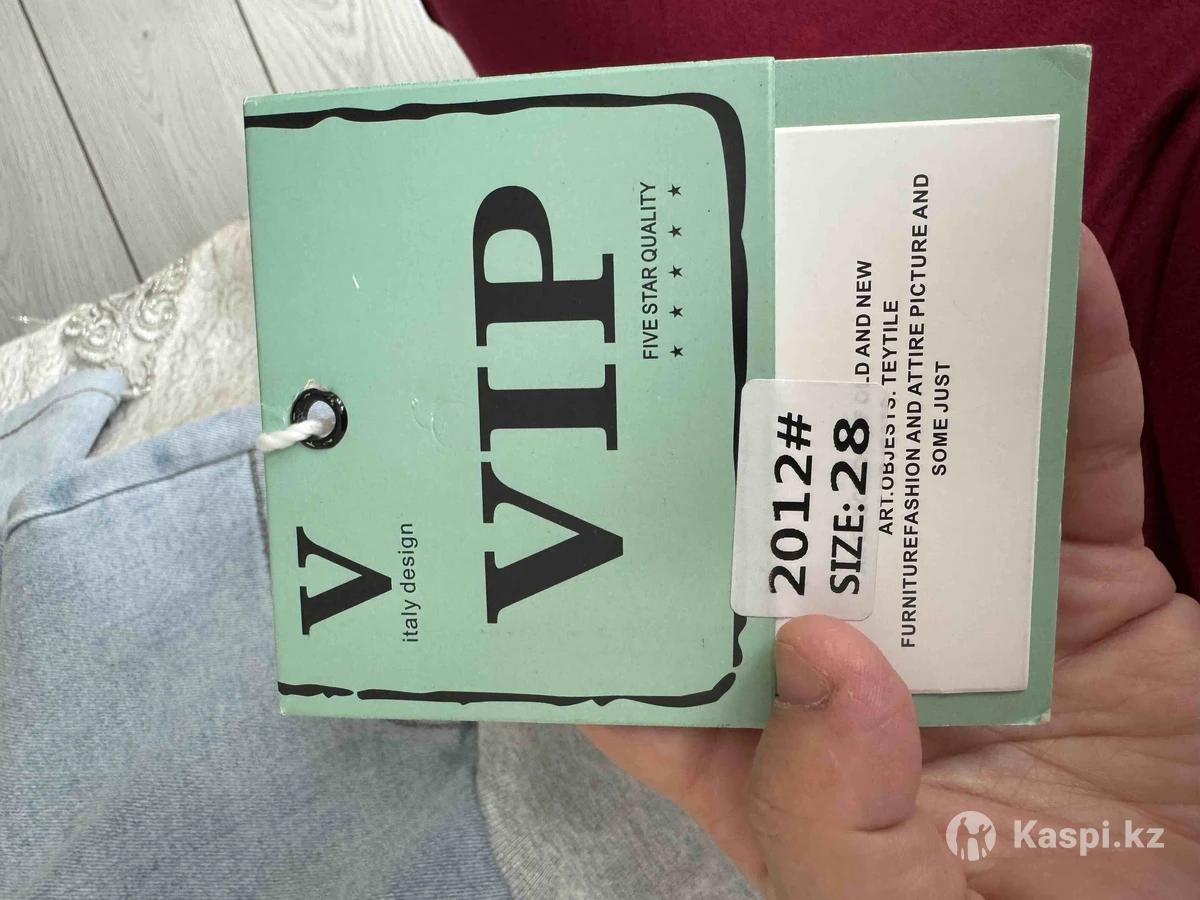 V
italy design
VIP
FIVE STAR QUALITY
★ ★ ★ ★ ★
2012#
SIZE:28
AND NEW
ART.OBJESTS. TEYTILE
FURNITUREFASHION AND ATTIRE PICTURE AND
SOME JUST
Kaspi.kz